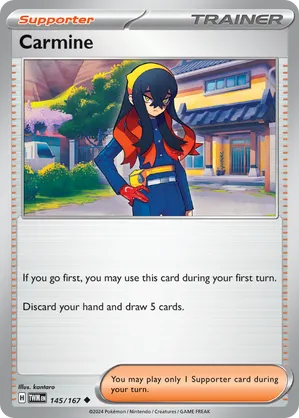 Supporter
TRAINER
Carmine
If you go first, you may use this card during your first turn.
Discard your hand and draw 5 cards.
Illus. kantaro
H TWM EN 145/167 ◆
You may play only 1 Supporter card during your turn.
©2024 Pokémon / Nintendo / Creatures / GAME FREAK